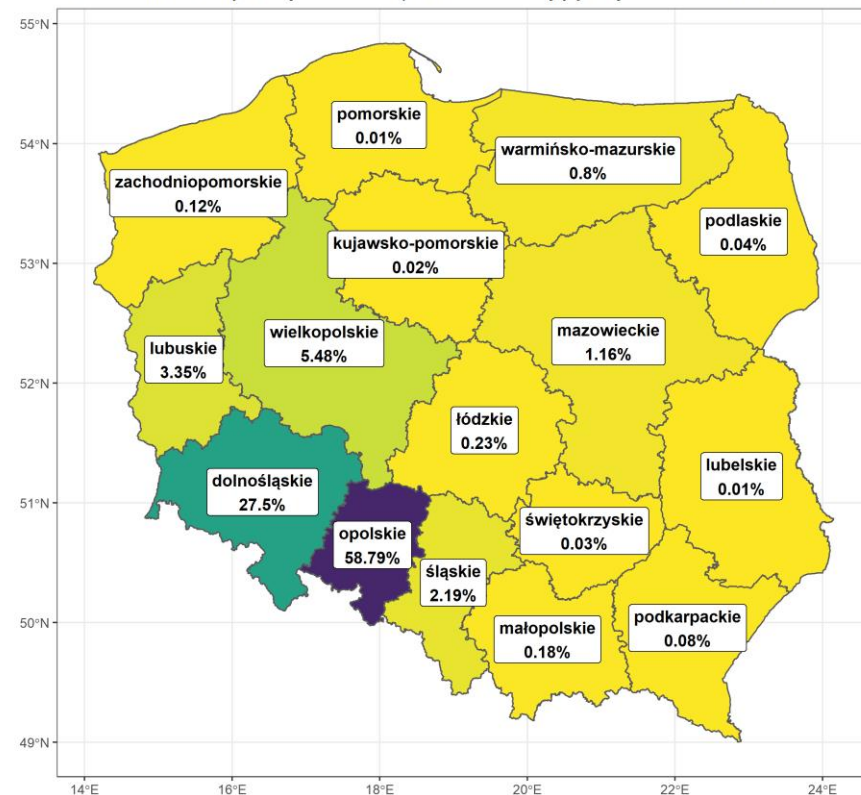 55°N
54°N
53°N
52°N
51°N
50°N
49°N
pomorskie
0.01%
warmińsko-mazurskie
0.8%
zachodniopomorskie
0.12%
podlaskie
0.04%
kujawsko-pomorskie
0.02%
wielkopolskie
5.48%
mazowieckie
1.16%
lubuskie
3.35%
łódzkie
0.23%
lubelskie
0.01%
dolnośląskie
27.5%
świętokrzyskie
0.03%
opolskie
58.79%
śląskie
2.19%
małopolskie
0.18%
podkarpackie
0.08%
14°E
16°E
18°E
20°E
22°E
24°E